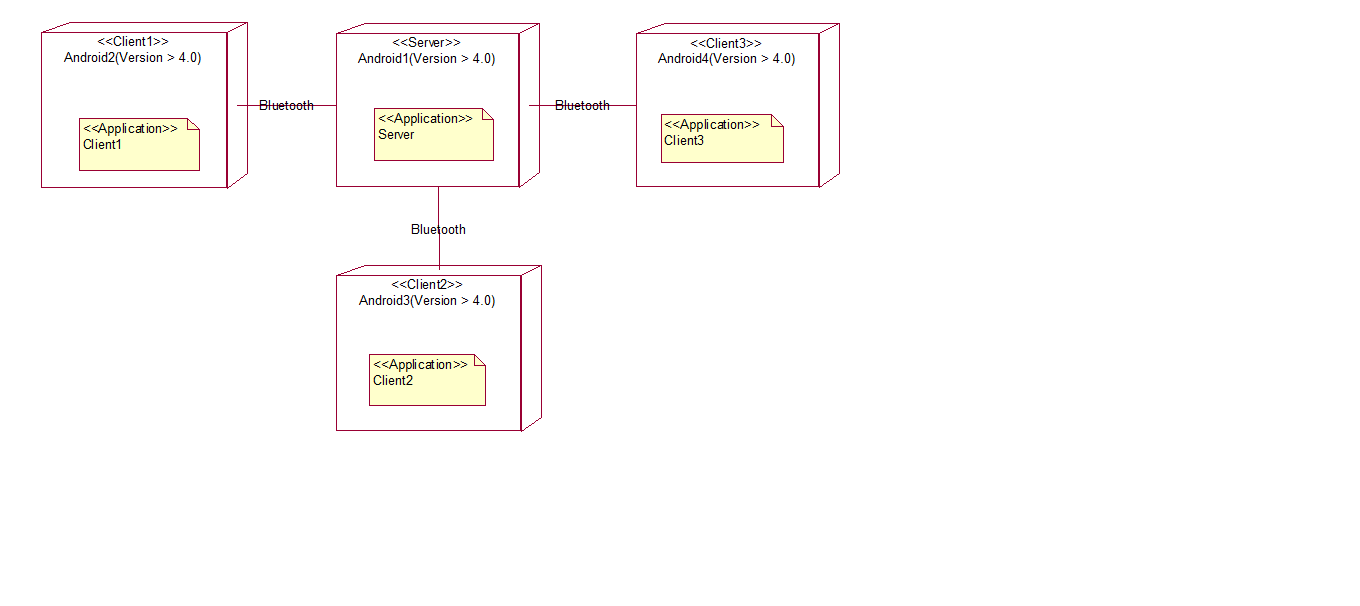 <<Client1>>
Android2(Version > 4.0)
<<Application>>
Client1
Bluetooth
<<Server>>
Android1(Version > 4.0)
<<Application>>
Server
Bluetooth
<<Client3>>
Android4(Version > 4.0)
<<Application>>
Client3
Bluetooth
<<Client2>>
Android3(Version > 4.0)
<<Application>>
Client2